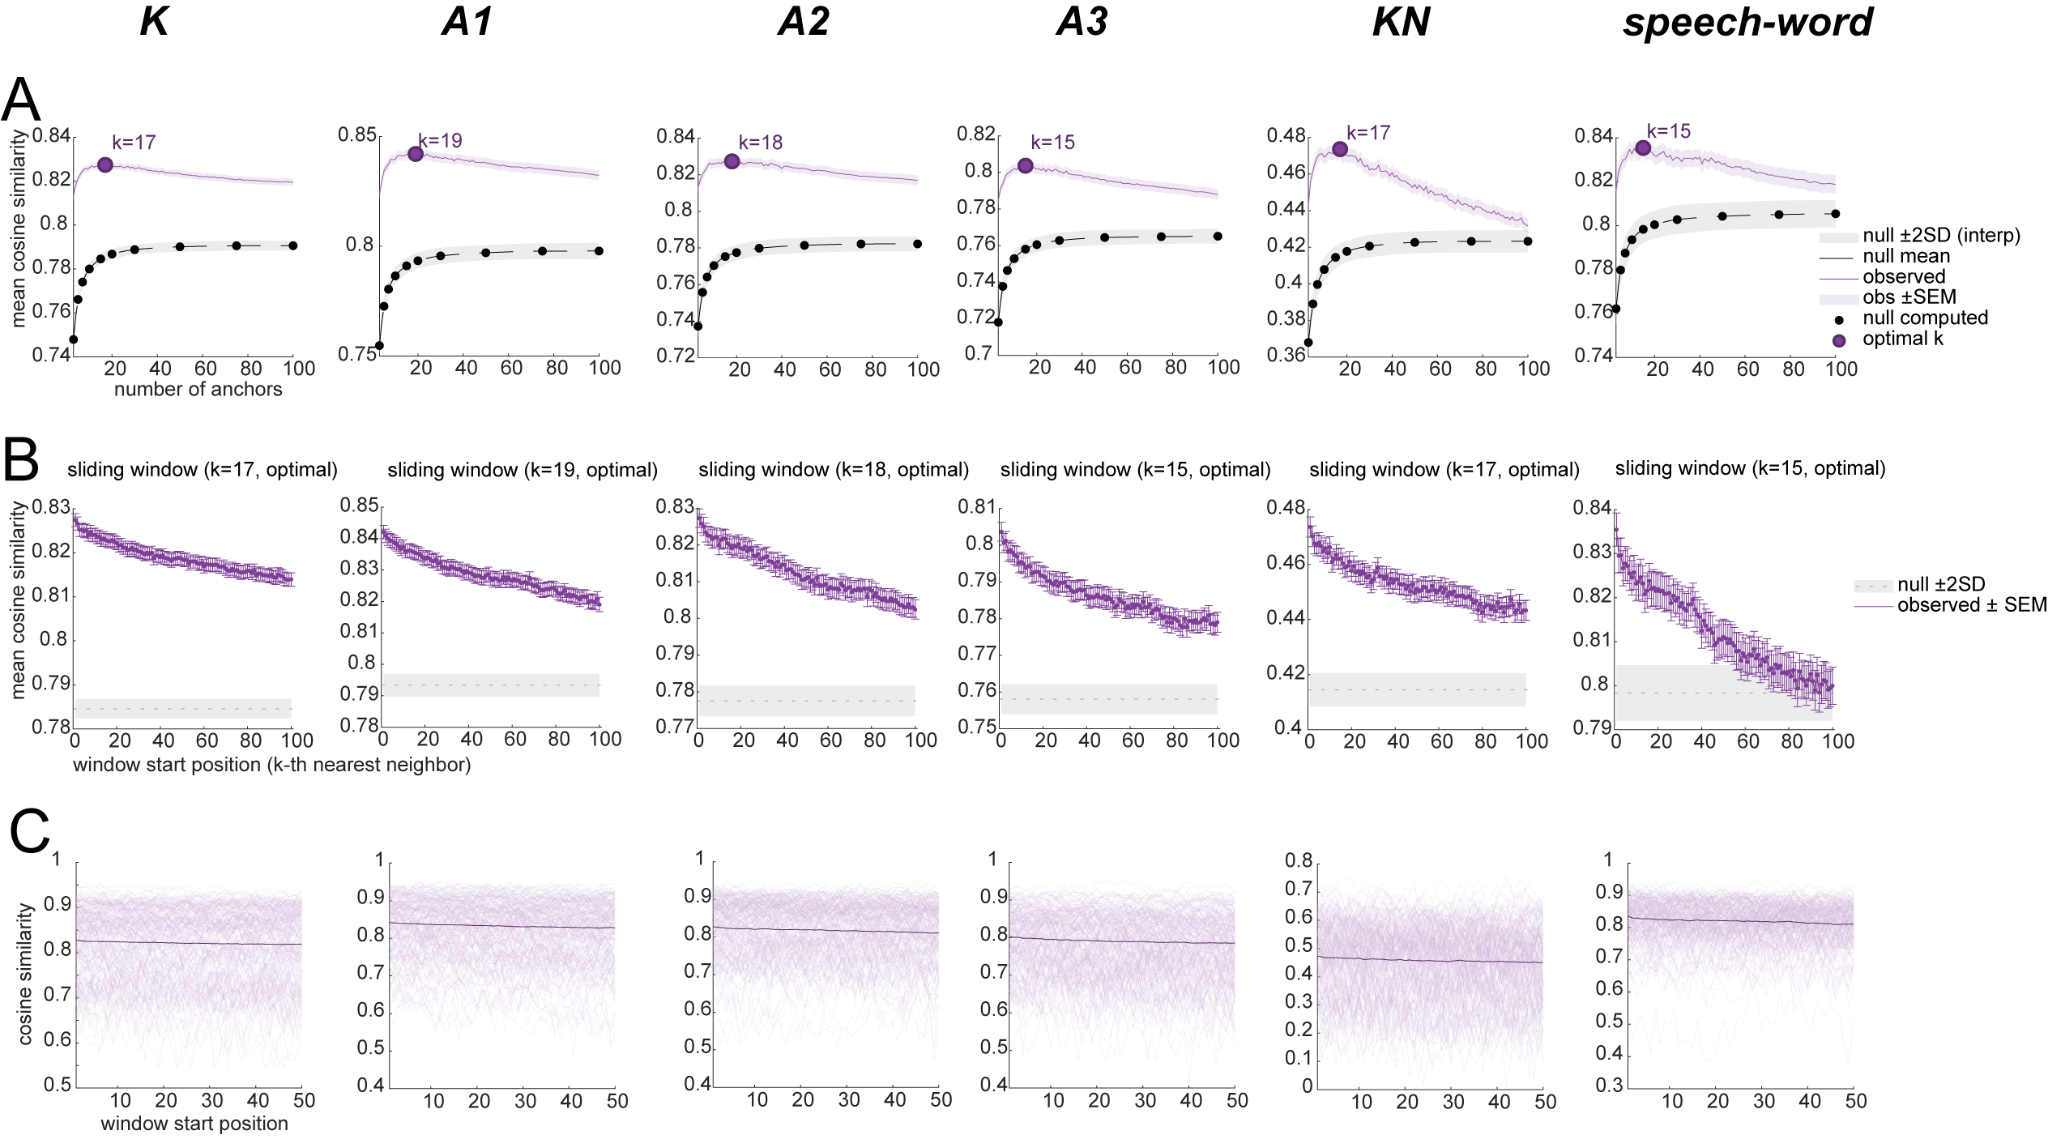 K A1 A2 A3 KN speech-word
A
mean cosine similarity
0.84 0.82 0.8 0.78 0.76 0.74
k=17
20 40 60 80 100
number of anchors
0.85 0.8 0.75
k=19
20 40 60 80 100
0.84 0.82 0.8 0.78 0.76 0.74 0.72
k=18
20 40 60 80 100
0.82 0.8 0.78 0.76 0.74 0.72 0.7
k=15
20 40 60 80 100
0.48 0.46 0.44 0.42 0.4 0.38 0.36
k=17
20 40 60 80 100
0.84 0.82 0.8 0.78 0.76 0.74
k=15
20 40 60 80 100
null ±2SD (interp)
null mean
observed
obs ±SEM
null computed
optimal k
B
mean cosine similarity
sliding window (k=17, optimal)
0.83 0.82 0.81 0.8 0.79 0.78
0 20 40 60 80 100
window start position (k-th nearest neighbor)
sliding window (k=19, optimal)
0.85 0.84 0.83 0.82 0.81 0.8 0.79 0.78
0 20 40 60 80 100
sliding window (k=18, optimal)
0.83 0.82 0.81 0.8 0.79 0.78 0.77
0 20 40 60 80 100
sliding window (k=15, optimal)
0.81 0.8 0.79 0.78 0.77 0.76 0.75
0 20 40 60 80 100
sliding window (k=17, optimal)
0.48 0.46 0.44 0.42 0.4
0 20 40 60 80 100
sliding window (k=15, optimal)
0.84 0.83 0.82 0.81 0.8 0.79
0 20 40 60 80 100
null ±2SD
observed ± SEM
C
cosine similarity
1 0.9 0.8 0.7 0.6 0.5
10 20 30 40 50
window start position
1 0.9 0.8 0.7 0.6 0.5 0.4
10 20 30 40 50
1 0.9 0.8 0.7 0.6 0.5 0.4
10 20 30 40 50
1 0.9 0.8 0.7 0.6 0.5 0.4
10 20 30 40 50
0.8 0.7 0.6 0.5 0.4 0.3 0.2 0.1 0
10 20 30 40 50
1 0.9 0.8 0.7 0.6 0.5 0.4 0.3
10 20 30 40 50